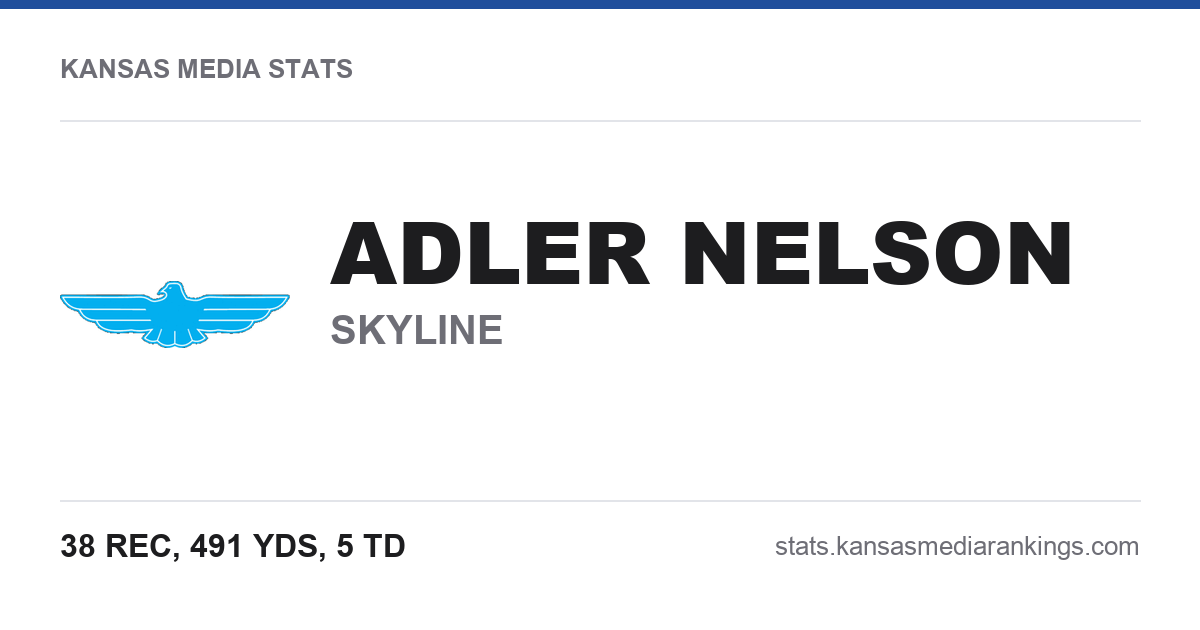 KANSAS MEDIA STATS
ADLER NELSON
SKYLINE
38 REC, 491 YDS, 5 TD
stats.kansasmediarankings.com